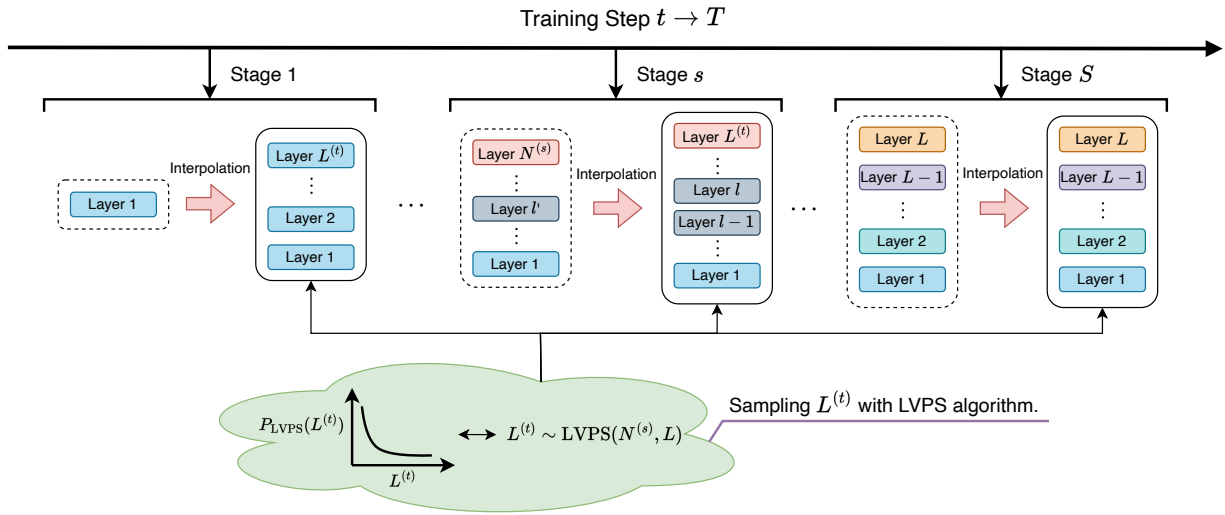 Training Step t → T
Stage 1
Stage s
Stage S
Layer 1
Interpolation
Layer L^(t)
⋮
Layer 2
Layer 1
...
Layer N^(s)
⋮
Layer l'
⋮
Layer 1
Interpolation
Layer L^(t)
⋮
Layer l
Layer l − 1
⋮
Layer 1
...
Layer L
Layer L − 1
⋮
Layer 2
Layer 1
Interpolation
Layer L
Layer L − 1
⋮
Layer 2
Layer 1
P_LVPS(L^(t))
L^(t)
L^(t) ∼ LVPS(N^(s), L)
Sampling L^(t) with LVPS algorithm.